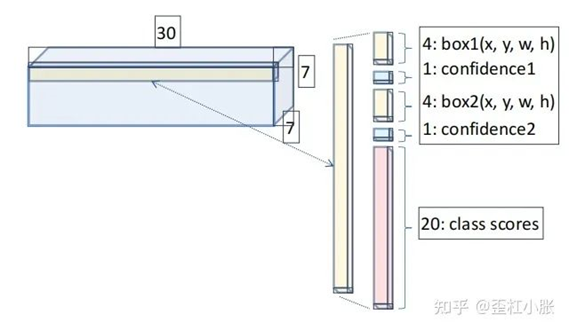 30
7
7
4: box1(x, y, w, h)
1: confidence1
4: box2(x, y, w, h)
1: confidence2
20: class scores
知乎 @歪杠小胀